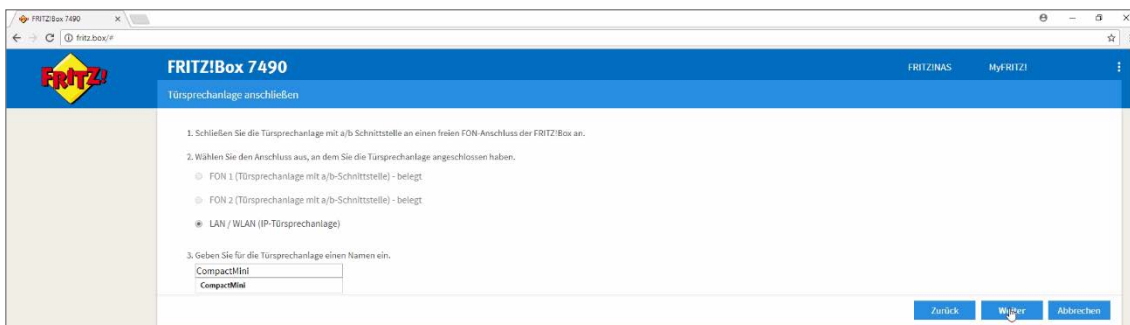 FRITZ!Box 7490
fritz.box/#
FRITZ!
FRITZ!Box 7490
FRITZ!NAS
MyFRITZ!
Türsprechanlage anschließen
1. Schließen Sie die Türsprechanlage mit a/b Schnittstelle an einen freien FON-Anschluss der FRITZ!Box an.
2. Wählen Sie den Anschluss aus, an dem Sie die Türsprechanlage angeschlossen haben.
FON 1 (Türsprechanlage mit a/b-Schnittstelle) - belegt
FON 2 (Türsprechanlage mit a/b-Schnittstelle) - belegt
LAN / WLAN (IP-Türsprechanlage)
3. Geben Sie für die Türsprechanlage einen Namen ein.
CompactMini
CompactMini
Zurück
Weiter
Abbrechen